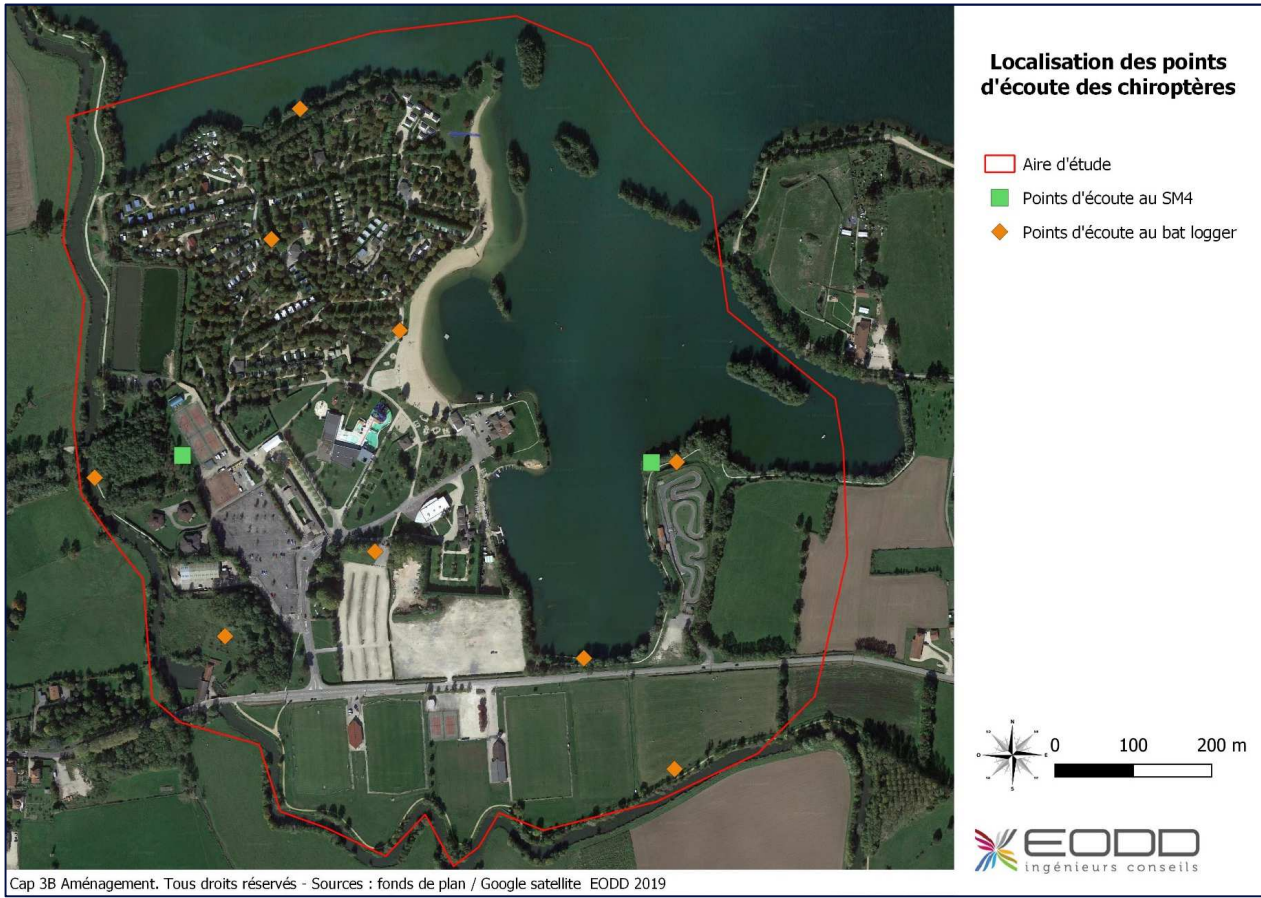 Localisation des points
d'écoute des chiroptères
Aire d'étude
Points d'écoute au SM4
Points d'écoute au bat logger
N
O
E
S
0 100 200 m
EODD
ingénieurs conseils
Cap 3B Aménagement. Tous droits réservés - Sources : fonds de plan / Google satellite EODD 2019